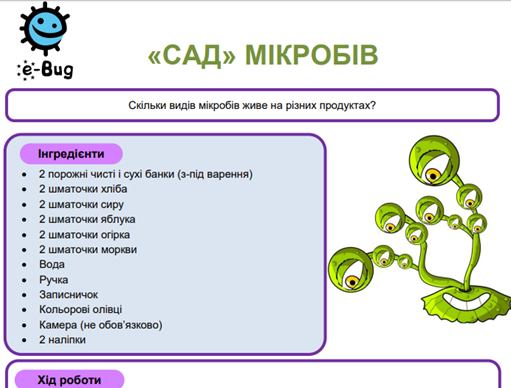 e-Bug
«САД» МІКРОБІВ
Скільки видів мікробів живе на різних продуктах?
Інгредієнти
• 2 порожні чисті і сухі банки (з-під варення)
• 2 шматочки хліба
• 2 шматочки сиру
• 2 шматочки яблука
• 2 шматочки огірка
• 2 шматочки моркви
• Вода
• Ручка
• Записничок
• Кольорові олівці
• Камера (не обов'язково)
• 2 наліпки
Хід роботи